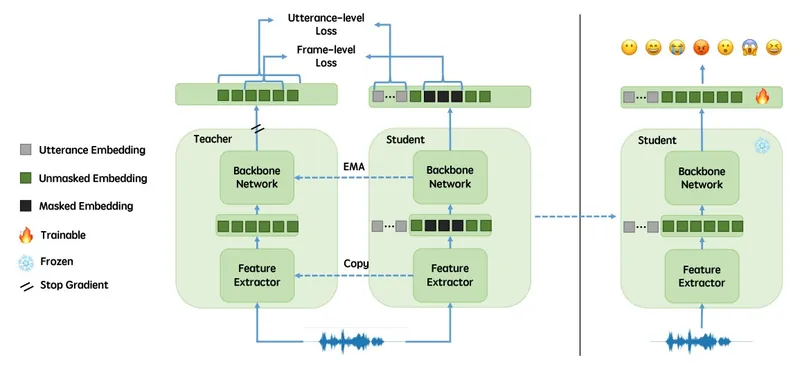 Utterance-level
Loss
Frame-level
Loss
Teacher
Student
Student
Utterance Embedding
Unmasked Embedding
Masked Embedding
Trainable
Frozen
Stop Gradient
Backbone
Network
EMA
Backbone
Network
Backbone
Network
Feature
Extractor
Copy
Feature
Extractor
Feature
Extractor